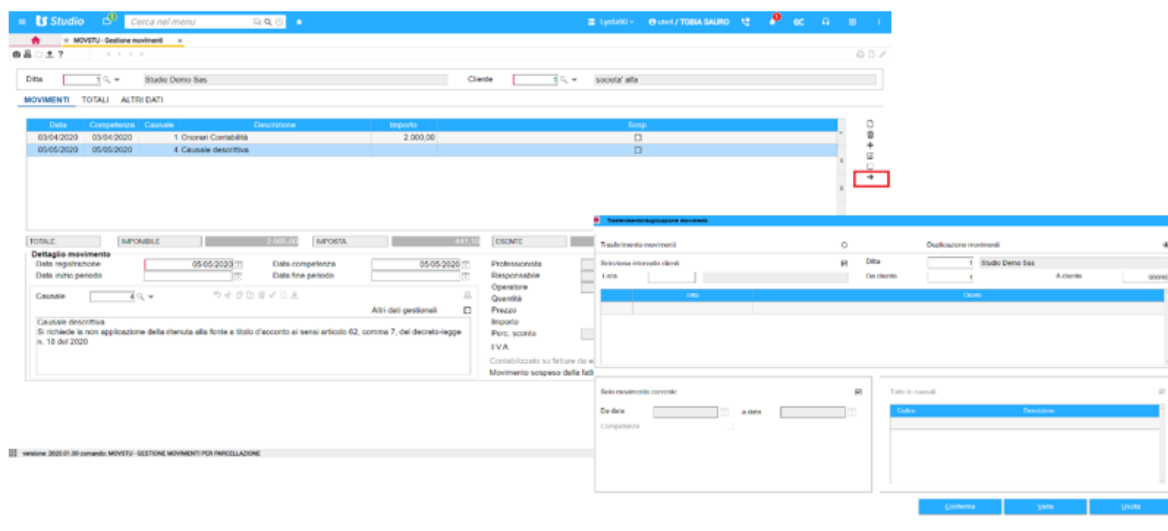 Studio
Cerca nel menu
Lynfa90
ute4 / TOBIA SAURO
MOVSTU - Gestione movimenti
Ditta 1 Studio Demo Sas Cliente 1 societa' alfa
MOVIMENTI TOTALI ALTRI DATI
Data Competenza Causale Descrizione Importo Sosp.
03/04/2020 03/04/2020 1 Onorari Contabilità 2.000,00
05/05/2020 05/05/2020 4 Causale descrittiva
TOTALE IMPONIBILE 2.005,00 IMPOSTA 441,10 ESENTE
Dettaglio movimento
Data registrazione 05/05/2020 Data competenza 05/05/2020 Professionista
Data inizio periodo Data fine periodo Responsabile
Operatore
Causale 4 Quantità
Altri dati gestionali Prezzo
Causale descrittiva Importo
Si richiede la non applicazione della ritenuta alla fonte a titolo d'acconto ai sensi articolo 62, comma 7, del decreto-legge Perc. sconto
n. 18 del 2020
I.V.A.
Contabilizzato su fatture da
Movimento sospeso dalla
versione: 2020.01.00 comando: MOVSTU - GESTIONE MOVIMENTI PER PARCELLAZIONE
Trasferimento/duplicazione movimenti
Trasferimento movimenti Duplicazione movimenti
Seleziona intervallo clienti Ditta 1 Studio Demo Sas
Lista Da cliente 1 A cliente
Ditta Cliente
Solo movimento corrente Tutte le causali
Da data a data Codice Descrizione
Competenza
Conferma Varia Uscita